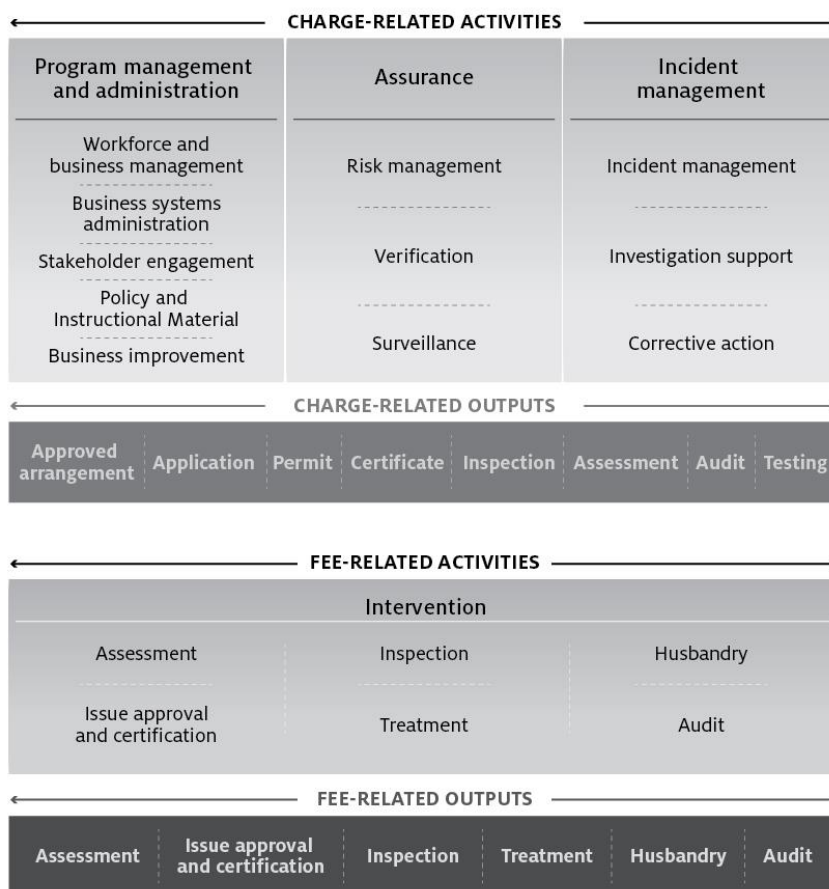 CHARGE-RELATED ACTIVITIES
Program management
and administration
Workforce and
business management
Business systems
administration
Stakeholder engagement
Policy and
Instructional Material
Business improvement
Assurance
Risk management
Verification
Surveillance
Incident
management
Incident management
Investigation support
Corrective action
CHARGE-RELATED OUTPUTS
Approved
arrangement
Application
Permit
Certificate
Inspection
Assessment
Audit
Testing
FEE-RELATED ACTIVITIES
Intervention
Assessment
Inspection
Husbandry
Issue approval
and certification
Treatment
Audit
FEE-RELATED OUTPUTS
Assessment
Issue approval
and certification
Inspection
Treatment
Husbandry
Audit